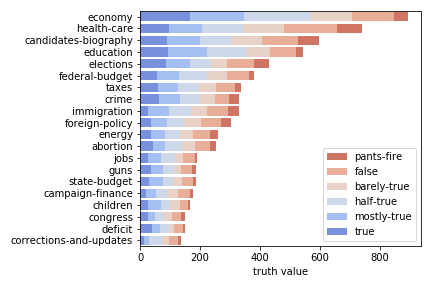 economy
health-care
candidates-biography
education
elections
federal-budget
taxes
crime
immigration
foreign-policy
energy
abortion
jobs
guns
state-budget
campaign-finance
children
congress
deficit
corrections-and-updates
pants-fire
false
barely-true
half-true
mostly-true
true
0 200 400 600 800
truth value